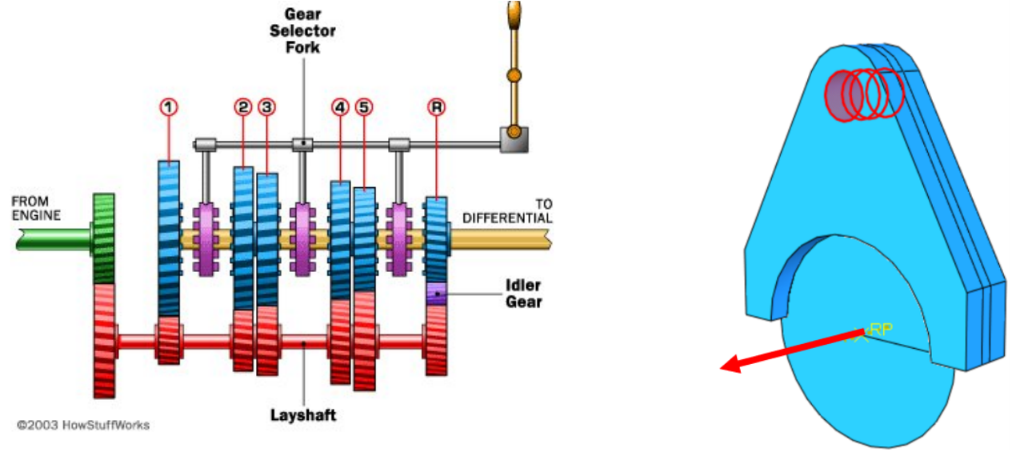 Gear
Selector
Fork
1
2
3
4
5
R
FROM
ENGINE
TO
DIFFERENTIAL
Idler
Gear
Layshaft
©2003 HowStuffWorks
RP